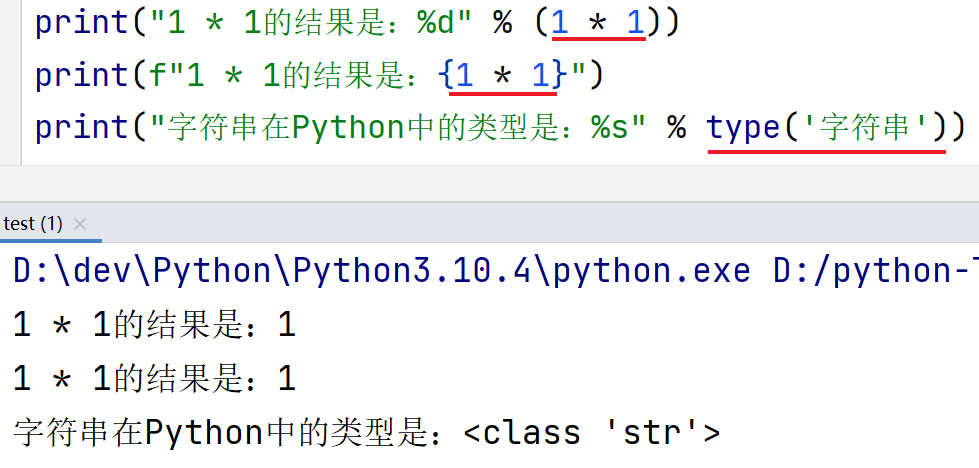 print("1 * 1的结果是：%d" % (1 * 1))
print(f"1 * 1的结果是：{1 * 1}")
print("字符串在Python中的类型是：%s" % type('字符串'))
test (1) ×
D:\dev\Python\Python3.10.4\python.exe D:/python-
1 * 1的结果是：1
1 * 1的结果是：1
字符串在Python中的类型是：<class 'str'>